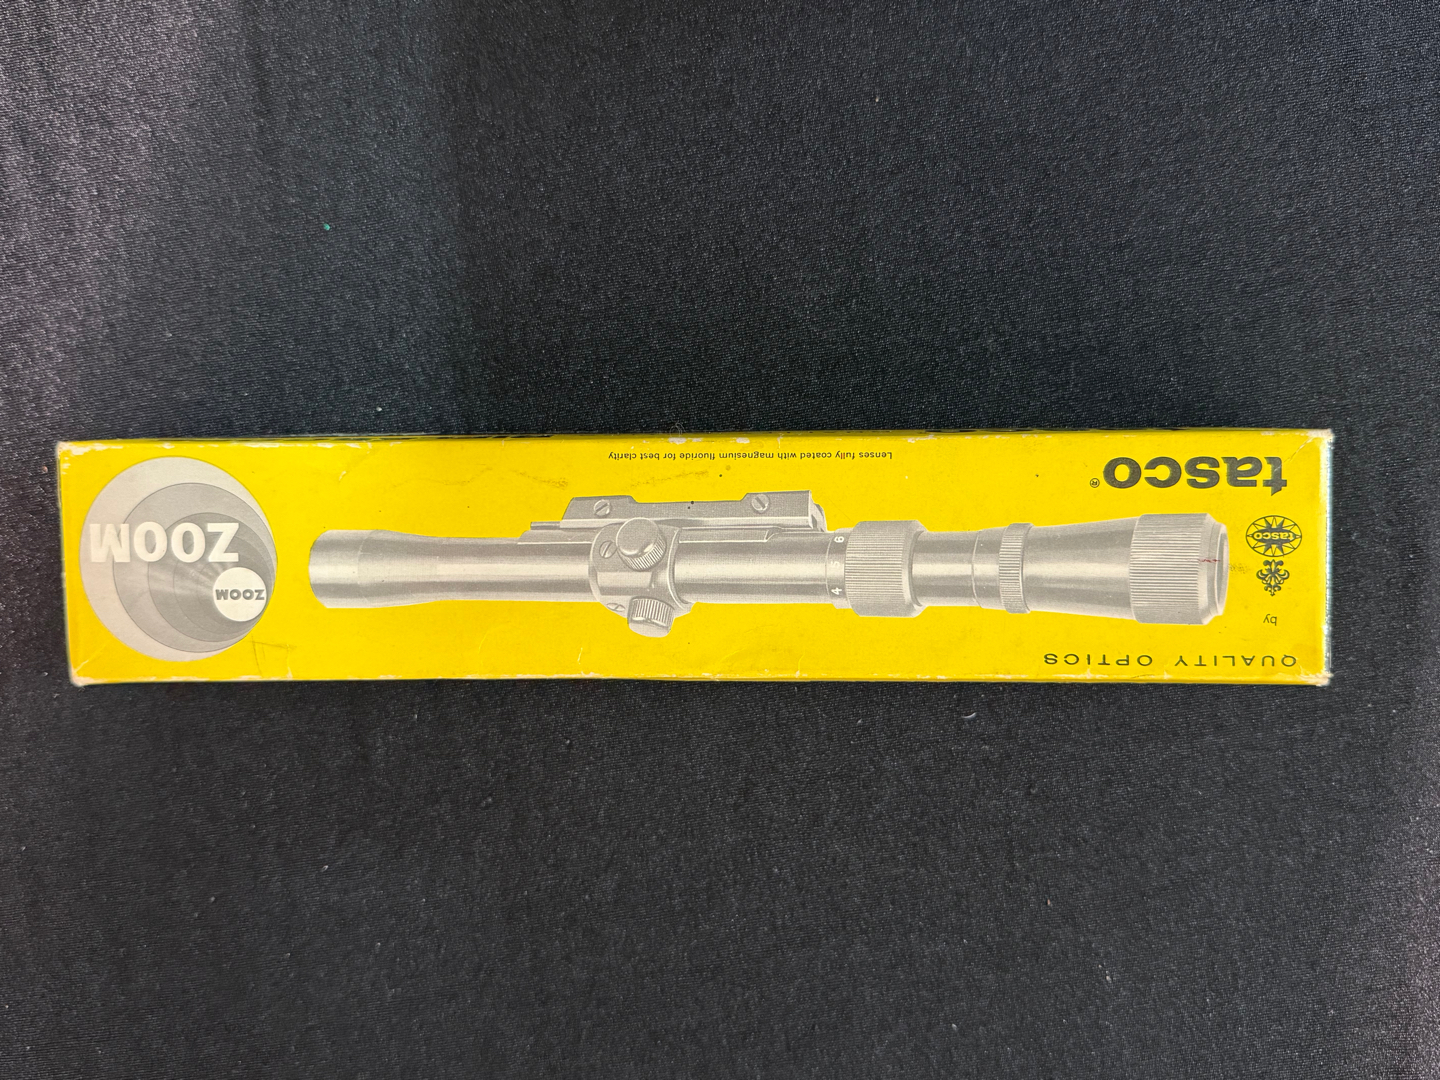 QUALITY OPTICS
by
tasco
tasco®
4 5 6
ZOOM
ZOOM
Lenses fully coated with magnesium fluoride for best clarity